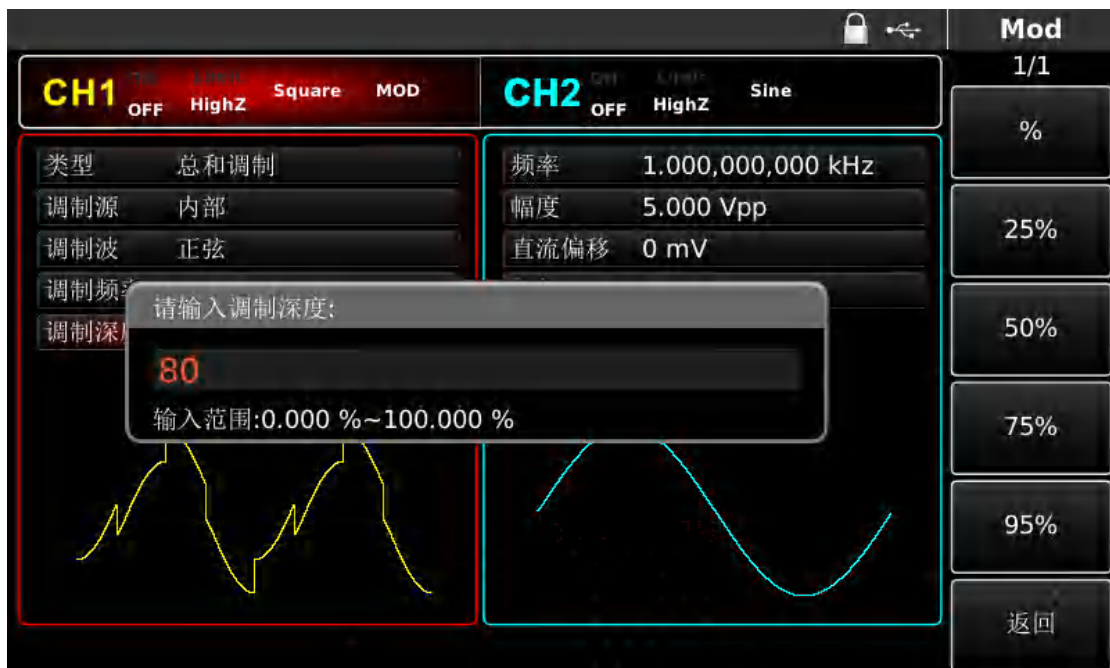 Mod
1/1
CH1 OFF HighZ Square MOD
CH2 OFF HighZ Sine
类型 总和调制
调制源 内部
调制波 正弦
调制频
调制深
频率 1.000,000,000 kHz
幅度 5.000 Vpp
直流偏移 0 mV
请输入调制深度:
80
输入范围:0.000 %~100.000 %
%
25%
50%
75%
95%
返回